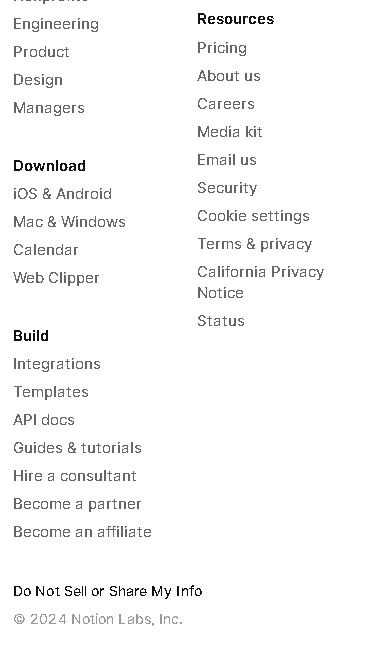 Engineering
Product
Design
Managers
Download
iOS & Android
Mac & Windows
Calendar
Web Clipper
Build
Integrations
Templates
API docs
Guides & tutorials
Hire a consultant
Become a partner
Become an affiliate
Resources
Pricing
About us
Careers
Media kit
Email us
Security
Cookie settings
Terms & privacy
California Privacy
Notice
Status
Do Not Sell or Share My Info
© 2024 Notion Labs, Inc.